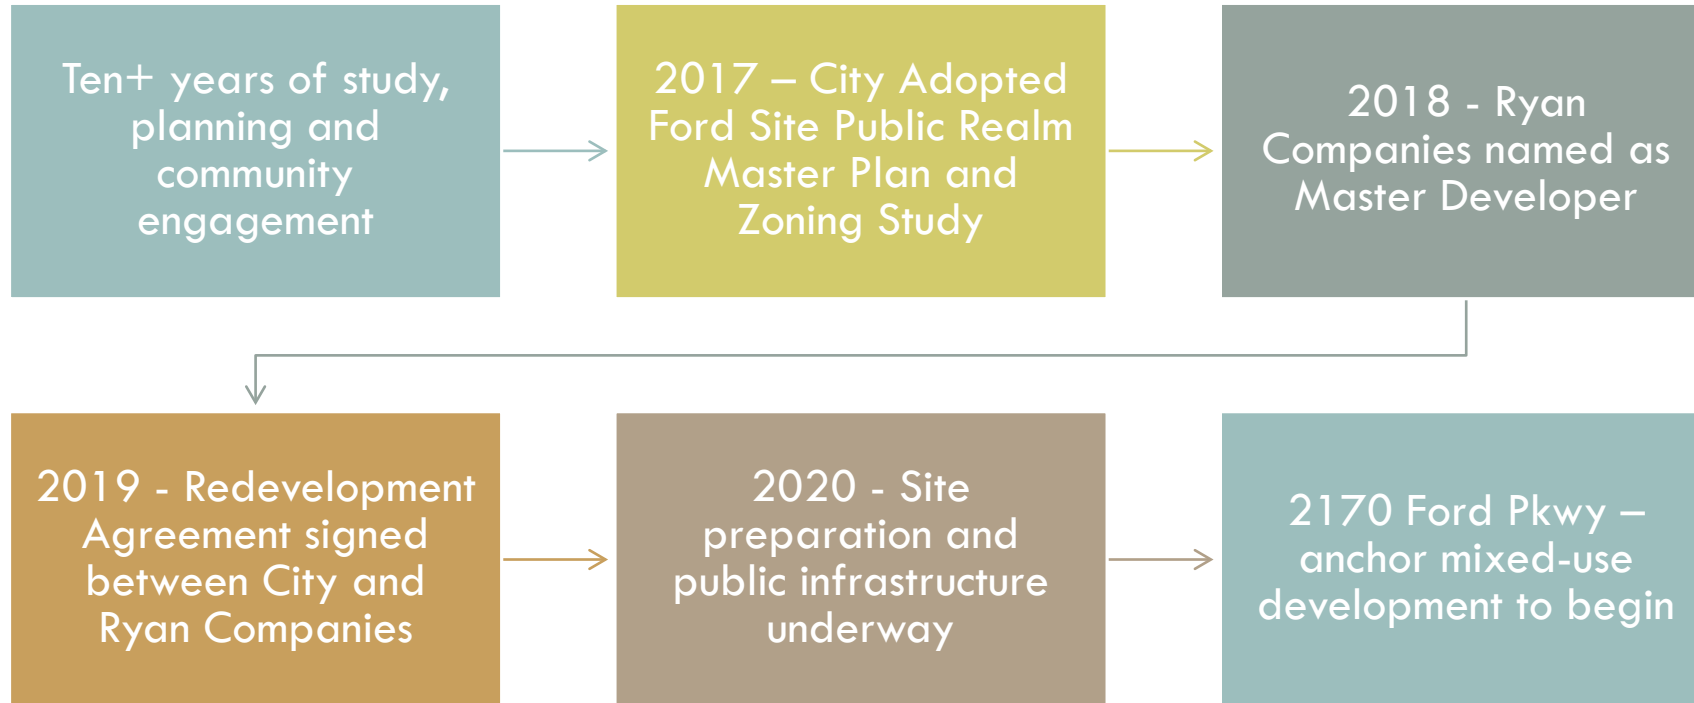 Ten+ years of study,
planning and
community
engagement
2017 – City Adopted
Ford Site Public Realm
Master Plan and
Zoning Study
2018 - Ryan
Companies named as
Master Developer
2019 - Redevelopment
Agreement signed
between City and
Ryan Companies
2020 - Site
preparation and
public infrastructure
underway
2170 Ford Pkwy –
anchor mixed-use
development to begin